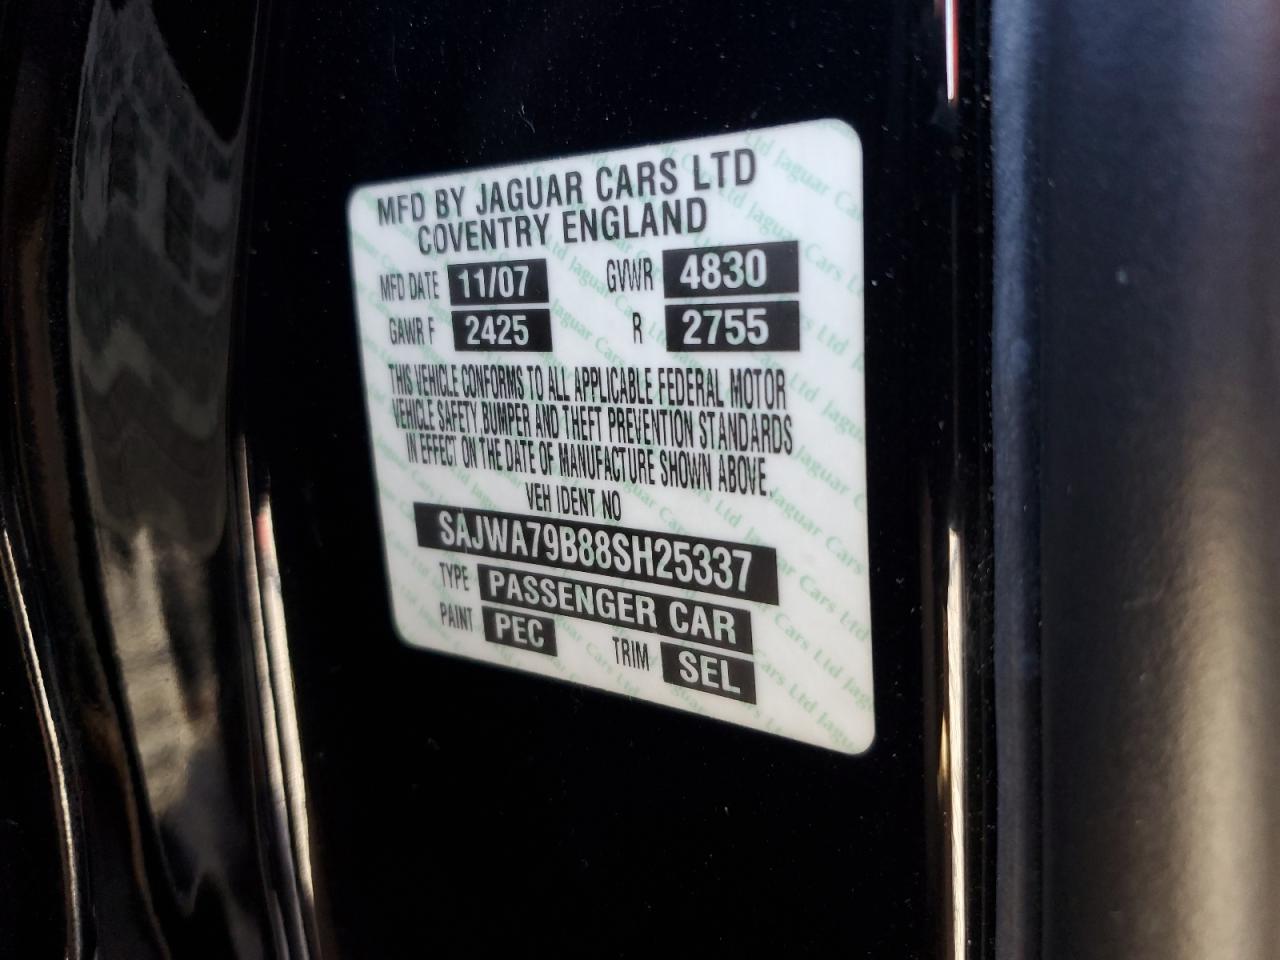 MFD BY JAGUAR CARS LTD
COVENTRY ENGLAND
MFD DATE 11/07 GVWR 4830
GAWR F 2425 R 2755
THIS VEHICLE CONFORMS TO ALL APPLICABLE FEDERAL MOTOR
VEHICLE SAFETY, BUMPER AND THEFT PREVENTION STANDARDS
IN EFFECT ON THE DATE OF MANUFACTURE SHOWN ABOVE.
VEH IDENT NO
SAJWA79B88SH25337
TYPE PASSENGER CAR
PAINT PEC TRIM SEL